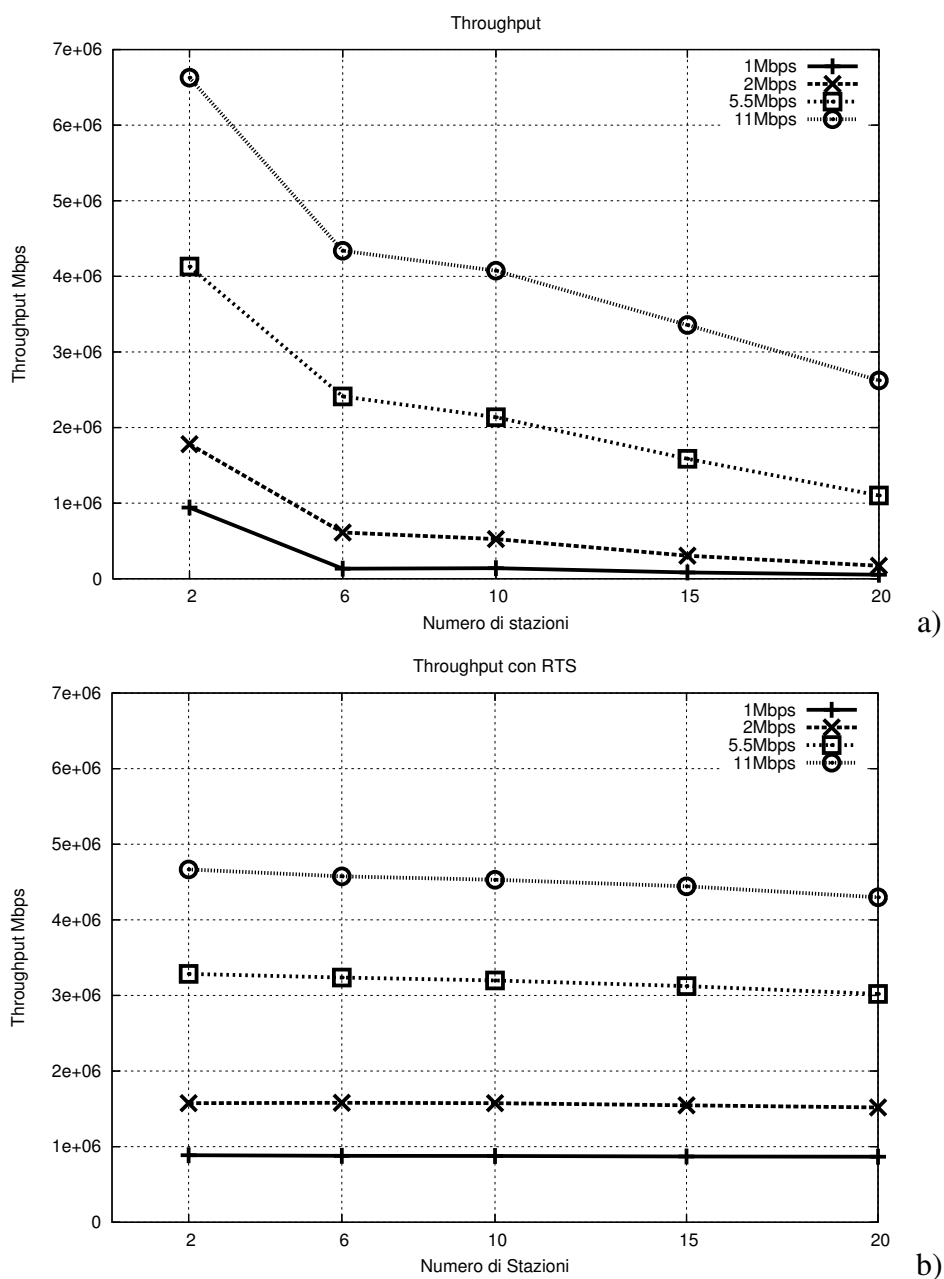 Throughput
7e+06
6e+06
5e+06
4e+06
3e+06
2e+06
1e+06
0
Throughput Mbps
1Mbps
2Mbps
5.5Mbps
11Mbps
2 6 10 15 20
Numero di stazioni
a)
Throughput con RTS
7e+06
6e+06
5e+06
4e+06
3e+06
2e+06
1e+06
0
Throughput Mbps
1Mbps
2Mbps
5.5Mbps
11Mbps
2 6 10 15 20
Numero di Stazioni
b)